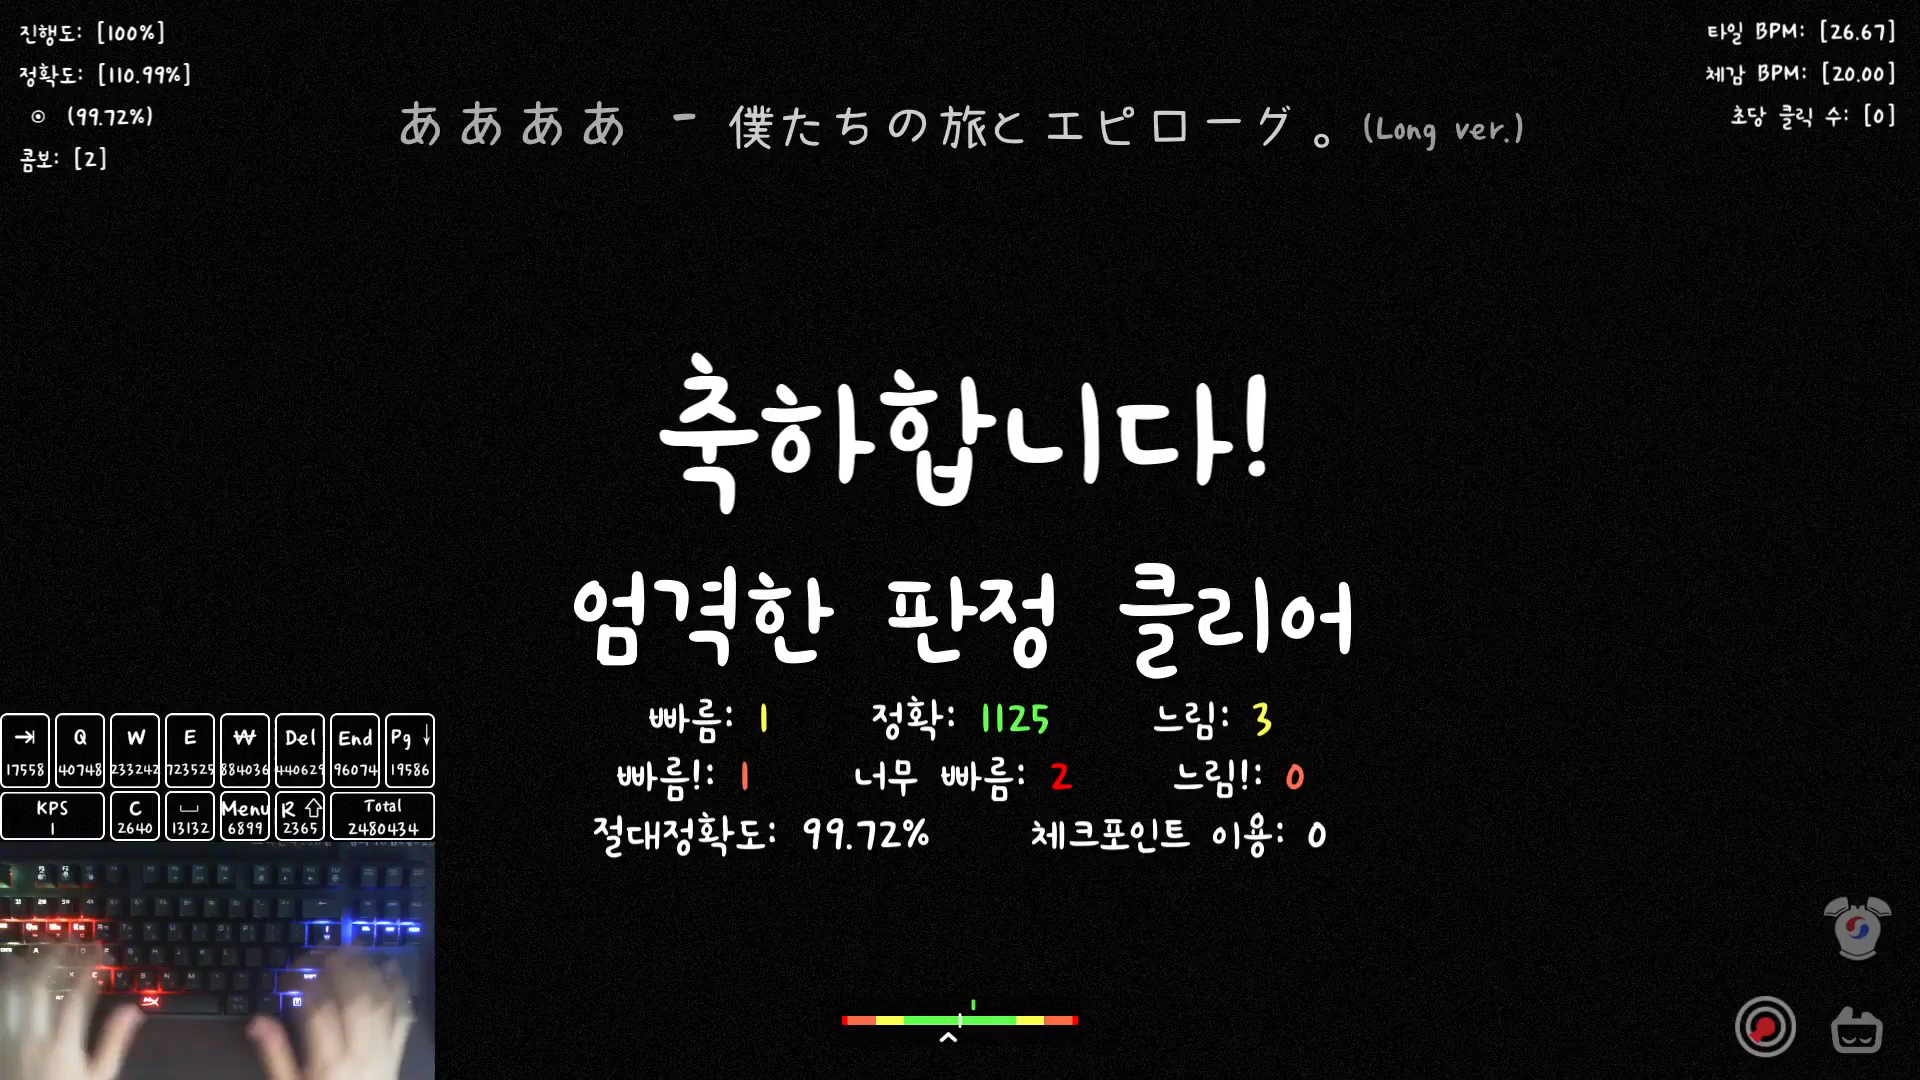 진행도: [100%]
정확도: [110.99%]
◉ (99.72%)
콤보: [2]
타일 BPM: [26.67]
체감 BPM: [20.00]
초당 클릭 수: [0]
ああああ - 僕たちの旅とエピローグ。(Long ver.)
축하합니다!
엄격한 판정 클리어
빠름: 1 정확: 1125 느림: 3
빠름!: 1 너무 빠름: 2 느림!: 0
절대정확도: 99.72% 체크포인트 이용: 0
⇥ Q W E ₩ Del End Pg ↓
17558 40748 233242 723525 884036 440629 96074 19586
KPS C ⌴ Menu R ⇧ Total
1 2640 13132 6899 2365 2480434